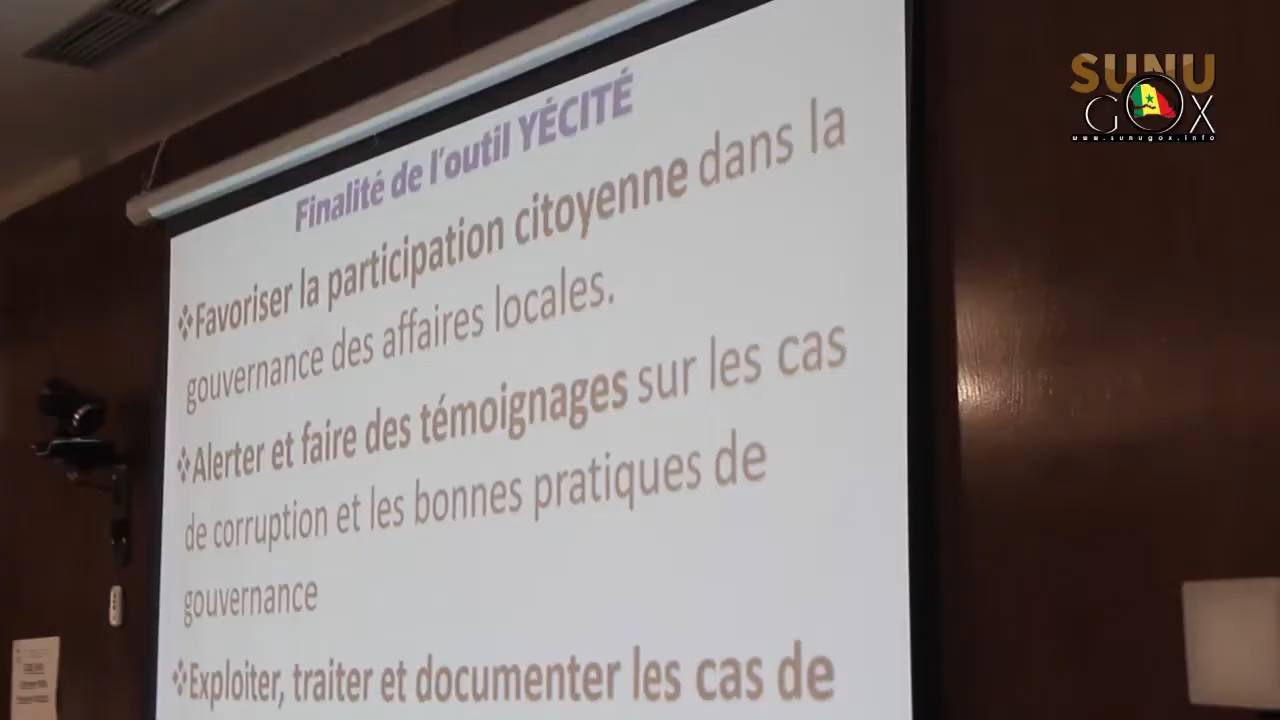 SUNU
GOX
www.sunugox.info
Finalité de l'outil YÉCITÉ
❖Favoriser la participation citoyenne dans la
gouvernance des affaires locales.
❖Alerter et faire des témoignages sur les cas
de corruption et les bonnes pratiques de
gouvernance
❖Exploiter, traiter et documenter les cas de